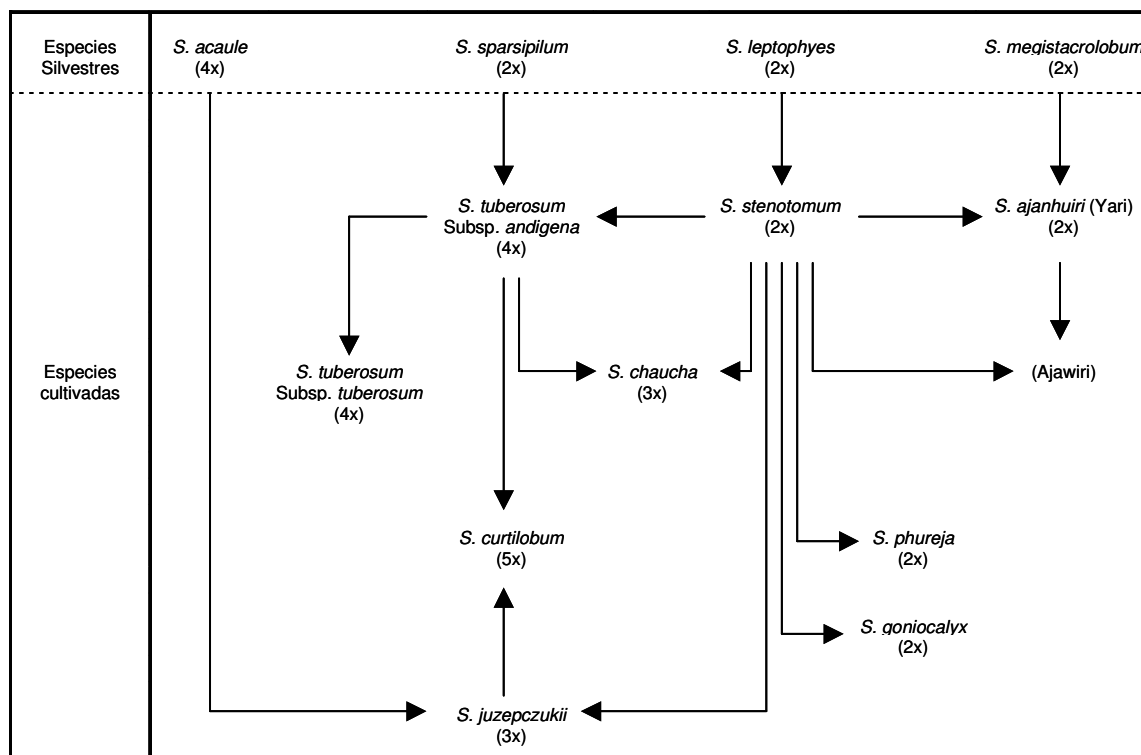 Especies
Silvestres
S. acaule
(4x)
S. sparsipilum
(2x)
S. leptophyes
(2x)
S. megistacrolobum
(2x)
Especies
cultivadas
S. tuberosum
Subsp. andigena
(4x)
S. stenotomum
(2x)
S. ajanhuiri (Yari)
(2x)
S. tuberosum
Subsp. tuberosum
(4x)
S. chaucha
(3x)
(Ajawiri)
S. curtilobum
(5x)
S. phureja
(2x)
S. goniocalyx
(2x)
S. juzepczukii
(3x)